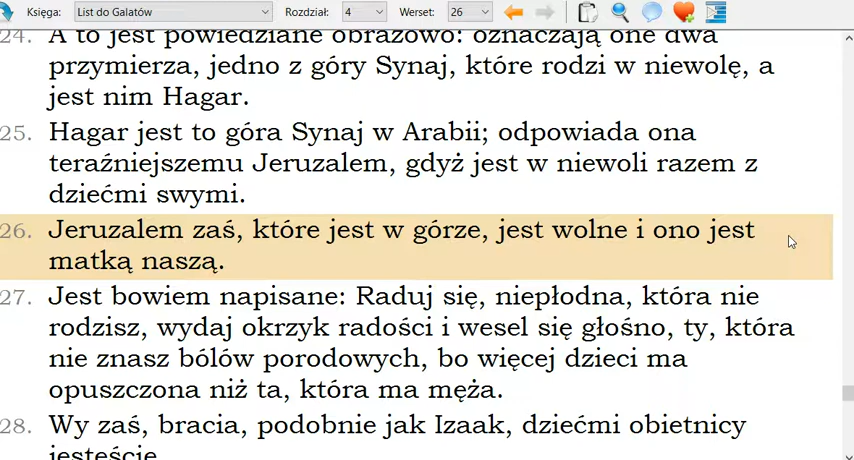 Księga: List do Galatów Rozdział: 4 Werset: 26
24. A to jest powiedziane obrazowo: oznaczają one dwa
przymierza, jedno z góry Synaj, które rodzi w niewolę, a
jest nim Hagar.
25. Hagar jest to góra Synaj w Arabii; odpowiada ona
teraźniejszemu Jeruzalem, gdyż jest w niewoli razem z
dziećmi swymi.
26. Jeruzalem zaś, które jest w górze, jest wolne i ono jest
matką naszą.
27. Jest bowiem napisane: Raduj się, niepłodna, która nie
rodzisz, wydaj okrzyk radości i wesel się głośno, ty, która
nie znasz bólów porodowych, bo więcej dzieci ma
opuszczona niż ta, która ma męża.
28. Wy zaś, bracia, podobnie jak Izaak, dziećmi obietnicy
jesteście